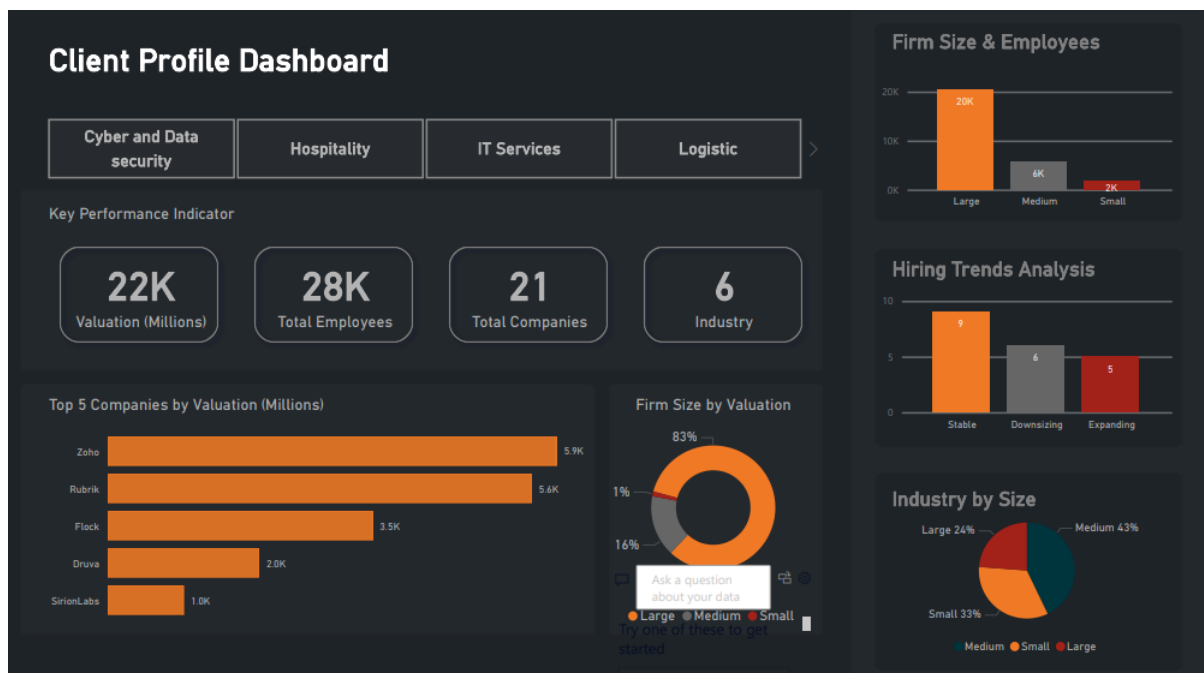 Client Profile Dashboard
Cyber and Data
security
Hospitality
IT Services
Logistic
Key Performance Indicator
22K
Valuation (Millions)
28K
Total Employees
21
Total Companies
6
Industry
Top 5 Companies by Valuation (Millions)
Zoho
5.9K
Rubrik
5.6K
Flock
3.5K
Druva
2.0K
SirionLabs
1.0K
Firm Size by Valuation
83%
1%
16%
Ask a question
about your data
Large Medium Small
Try one of these to get
started
Firm Size & Employees
20K
10K
0K
20K
6K
2K
Large
Medium
Small
Hiring Trends Analysis
10
5
0
9
6
5
Stable
Downsizing
Expanding
Industry by Size
Large 24%
Medium 43%
Small 33%
Medium Small Large